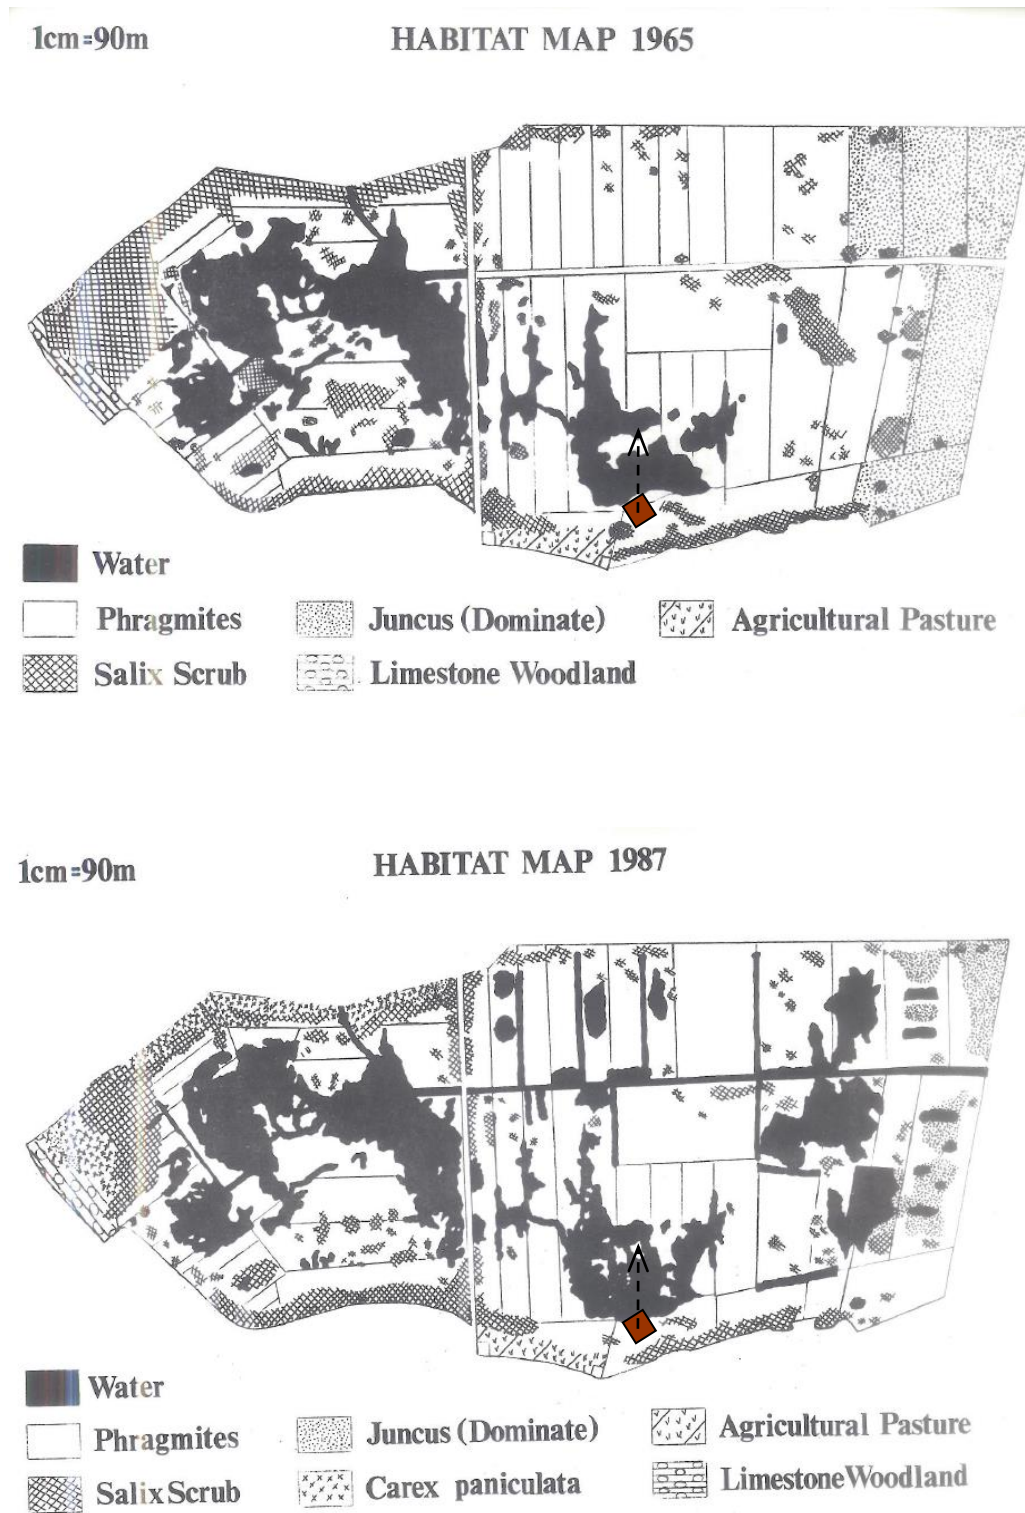 1cm=90m HABITAT MAP 1965
Water
Phragmites Juncus (Dominate) Agricultural Pasture
Salix Scrub Limestone Woodland
1cm=90m HABITAT MAP 1987
Water
Phragmites Juncus (Dominate) Agricultural Pasture
Salix Scrub Carex paniculata Limestone Woodland